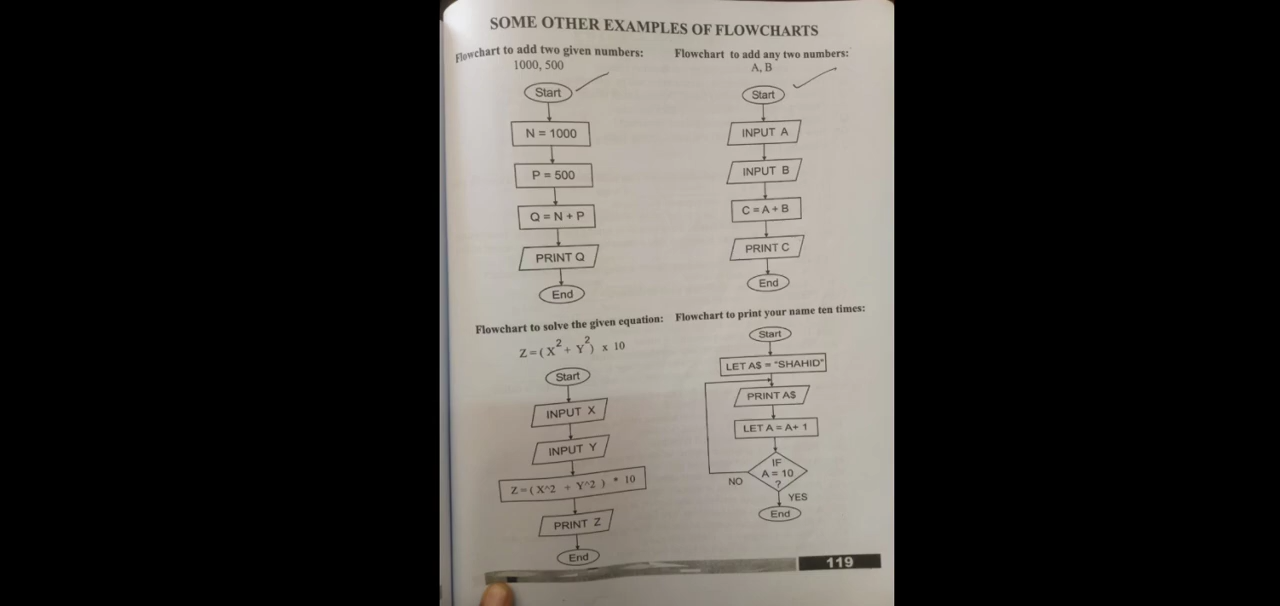 SOME OTHER EXAMPLES OF FLOWCHARTS
Flowchart to add two given numbers:
1000, 500
Start
N = 1000
P = 500
Q = N + P
PRINT Q
End
Flowchart to add any two numbers:
A, B
Start
INPUT A
INPUT B
C = A + B
PRINT C
End
Flowchart to solve the given equation:
Z = ( X² + Y² ) x 10
Start
INPUT X
INPUT Y
Z = ( X^2 + Y^2 ) * 10
PRINT Z
End
Flowchart to print your name ten times:
Start
LET A$ = "SHAHID"
PRINT A$
LET A = A+ 1
IF
A = 10
?
NO
YES
End
119